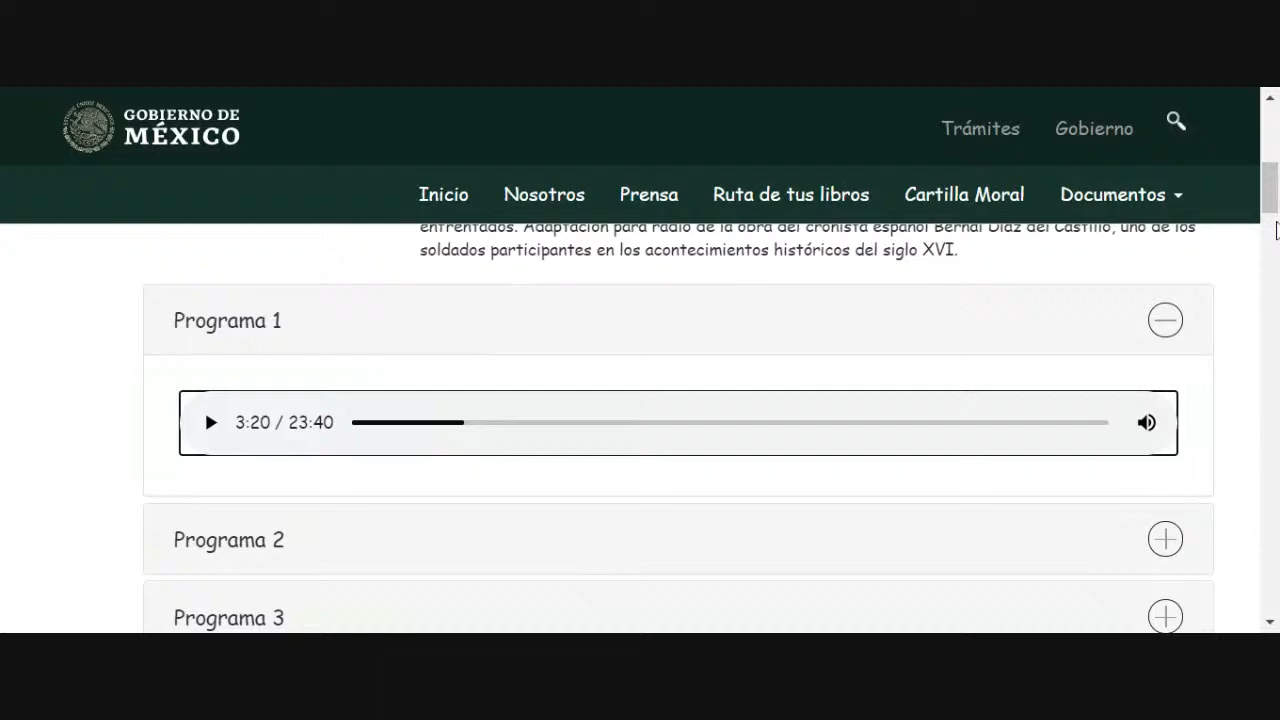 GOBIERNO DE
MÉXICO
Trámites Gobierno
Inicio Nosotros Prensa Ruta de tus libros Cartilla Moral Documentos
enfrentados. Adaptación para radio de la obra del cronista español Bernal Díaz del Castillo, uno de los
soldados participantes en los acontecimientos históricos del siglo XVI.
Programa 1
3:20 / 23:40
Programa 2
Programa 3